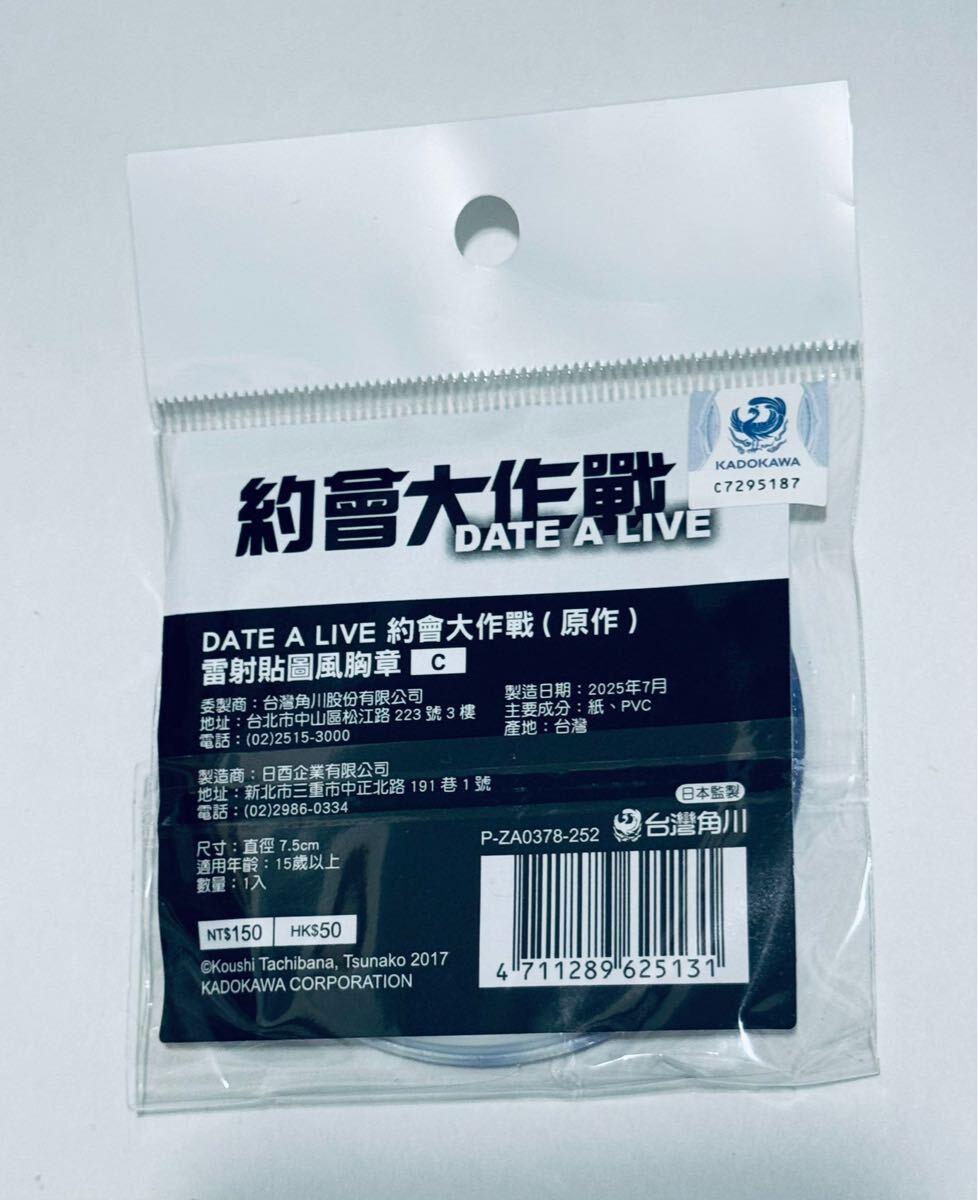 KADOKAWA
C7295187
約會大作戰
DATE A LIVE
DATE A LIVE 約會大作戰(原作)
雷射貼圖風胸章 C
委製商:台灣角川股份有限公司
地址:台北市中山區松江路 223 號 3 樓
電話:(02)2515-3000
製造日期:2025年7月
主要成分:紙、PVC
產地:台灣
製造商:日酉企業有限公司
地址:新北市三重市中正北路 191 巷 1 號
電話:(02)2986-0334
尺寸:直徑 7.5cm
適用年齡:15歲以上
數量:1入
日本監製
P-ZA0378-252
台灣角川
NT$150
HK$50
©Koushi Tachibana, Tsunako 2017
KADOKAWA CORPORATION
4 711289 625131